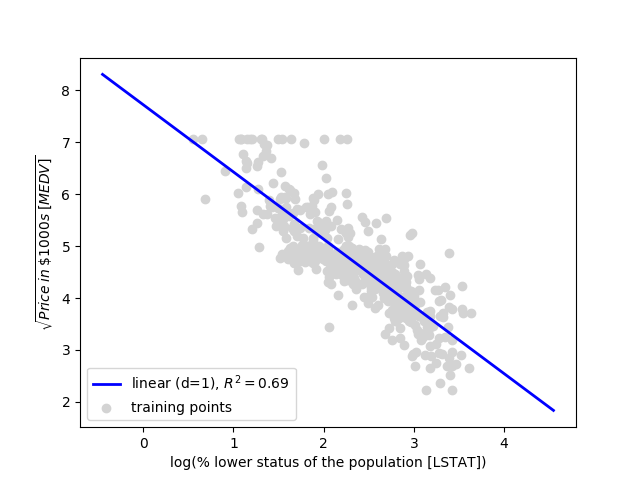 8
7
6
5
4
3
2
√Price in $1000s [MEDV]
linear (d=1), R² = 0.69
training points
0 1 2 3 4
log(% lower status of the population [LSTAT])